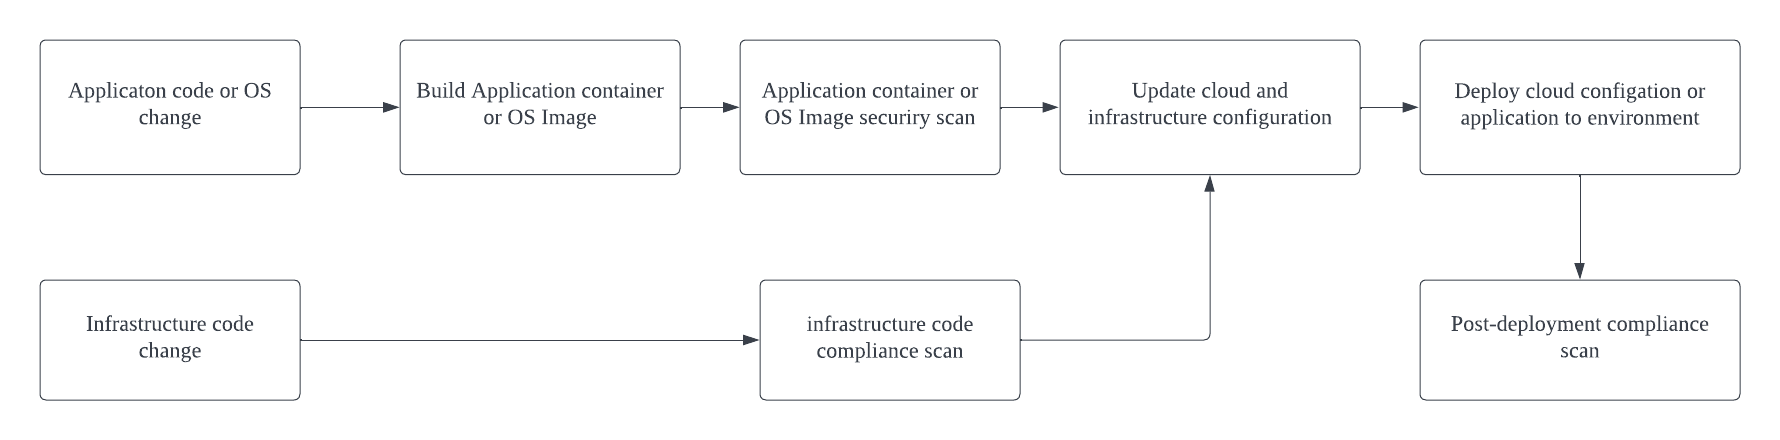 Applicaton code or OS
change
Build Application container
or OS Image
Application container or
OS Image securiry scan
Update cloud and
infrastructure configuration
Deploy cloud configation or
application to environment
Infrastructure code
change
infrastructure code
compliance scan
Post-deployment compliance
scan